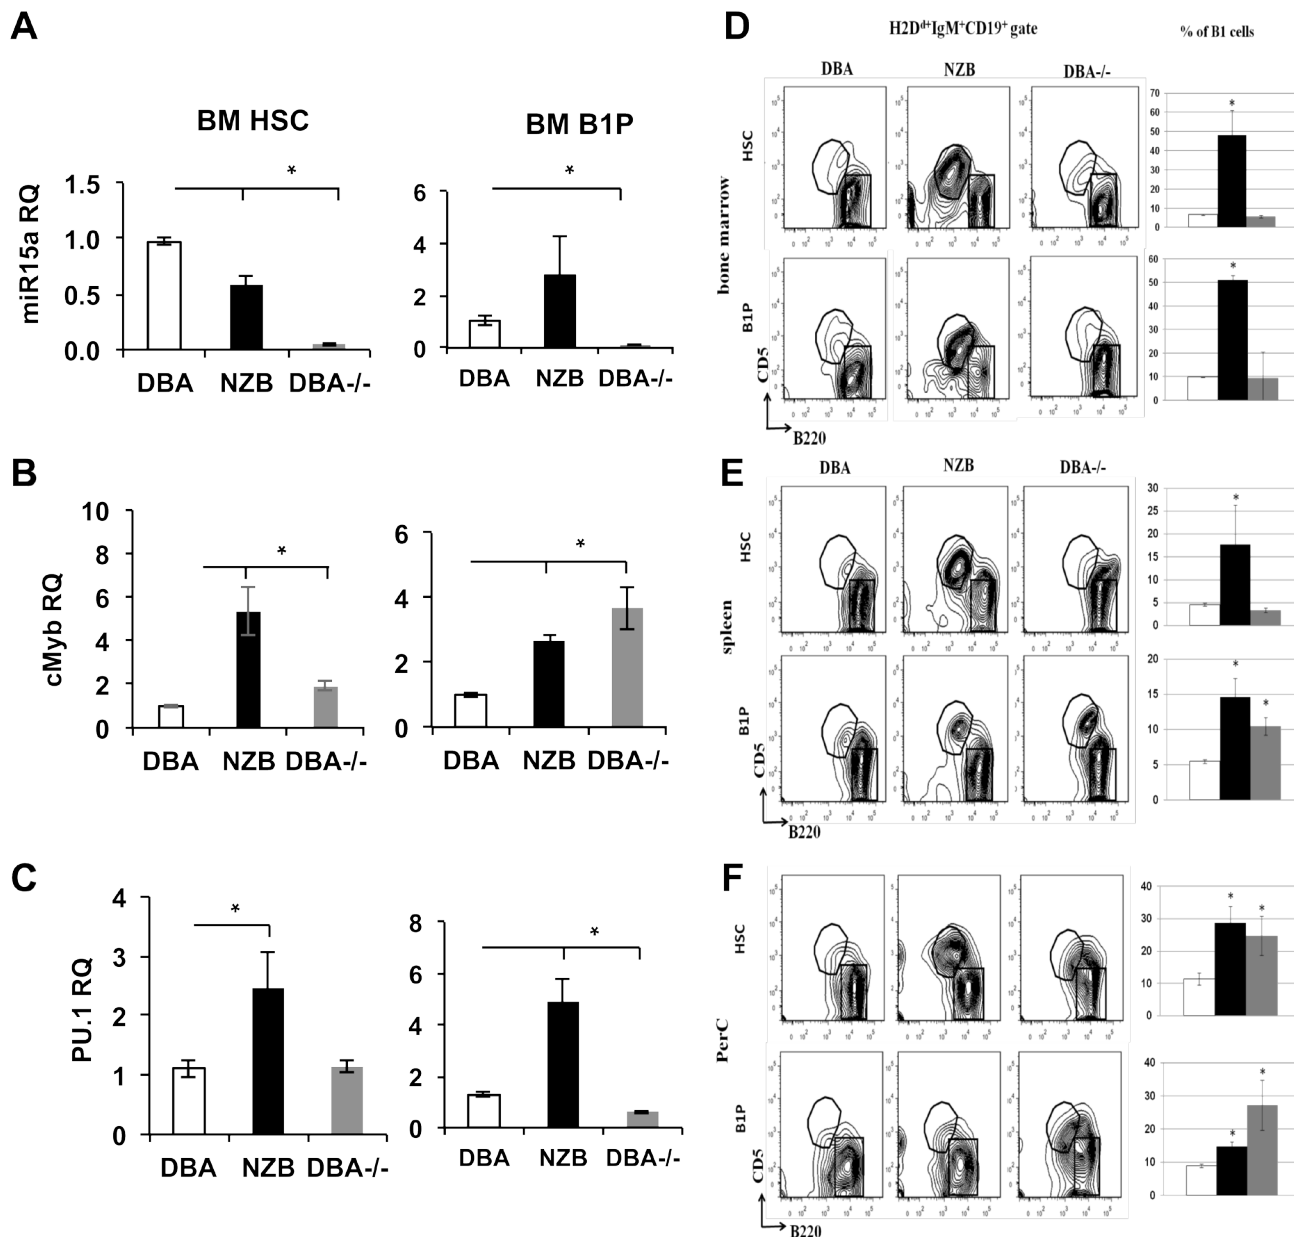 A
BM HSC
BM B1P
miR15a RQ
1.5
1.0
0.5
0.0
DBA NZB DBA-/-
*
6
4
2
0
DBA NZB DBA-/-
*
B
cMyb RQ
10
8
6
4
2
0
DBA NZB DBA-/-
*
6
4
2
0
DBA NZB DBA-/-
*
C
PU.1 RQ
4
3
2
1
0
DBA NZB DBA-/-
*
8
6
4
2
0
DBA NZB DBA-/-
*
D
H2Dd+IgM+CD19+ gate
% of B1 cells
DBA NZB DBA-/-
bone marrow
HSC
70
60
50
40
30
20
10
0
*
B1P
60
50
40
30
20
10
0
*
CD5
B220
E
DBA NZB DBA-/-
spleen
HSC
30
25
20
15
10
5
0
*
B1P
20
15
10
5
0
* *
CD5
B220
F
PerC
HSC
40
30
20
10
0
* *
B1P
40
30
20
10
0
* *
CD5
B220